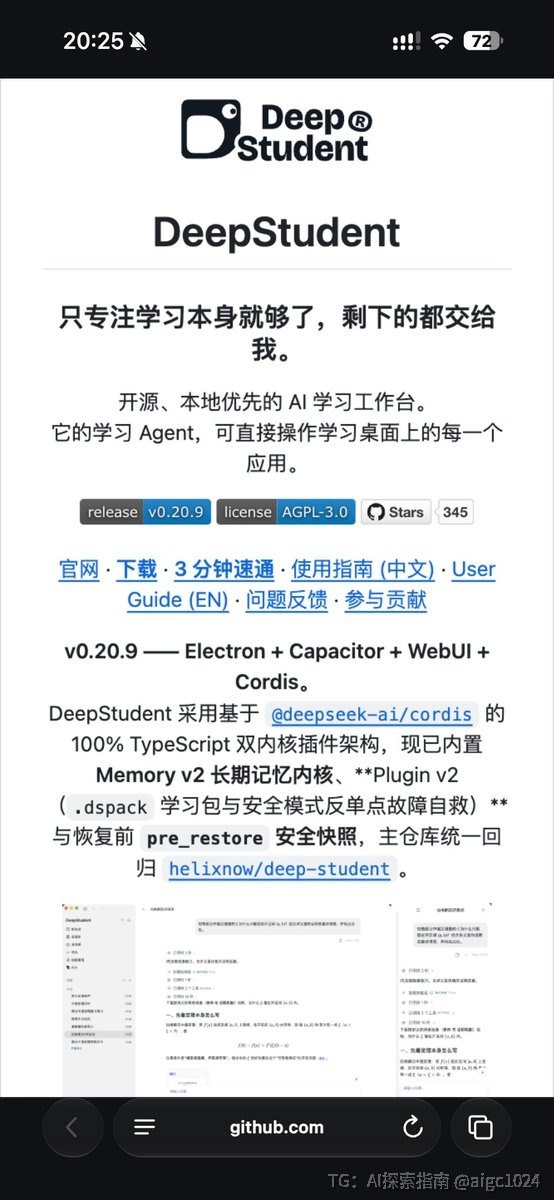 20:25
72
Deep®
Student
DeepStudent
只专注学习本身就够了，剩下的都交给
我。
开源、本地优先的 AI 学习工作台。
它的学习 Agent，可直接操作学习桌面上的每一个
应用。
release v0.20.9 license AGPL-3.0 Stars 345
官网 · 下载 · 3 分钟速通 · 使用指南 (中文) · User
Guide (EN) · 问题反馈 · 参与贡献
v0.20.9 —— Electron + Capacitor + WebUI +
Cordis。
DeepStudent 采用基于 @deepseek-ai/cordis 的
100% TypeScript 双内核插件架构，现已内置
Memory v2 长期记忆内核、**Plugin v2
（.dspack 学习包与安全模式反单点故障自救）**
与恢复前 pre_restore 安全快照，主仓库统一回
归 helixnow/deep-student 。
DeepStudent
github.com
TG：AI探索指南 @aigc1024